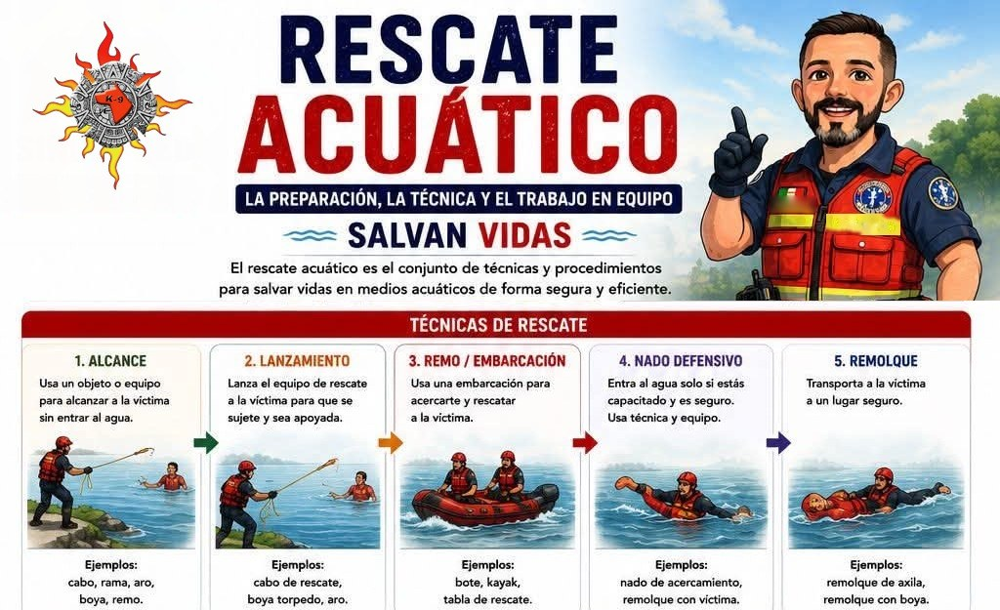 K-9
RESCATE
ACUÁTICO
LA PREPARACIÓN, LA TÉCNICA Y EL TRABAJO EN EQUIPO
SALVAN VIDAS
El rescate acuático es el conjunto de técnicas y procedimientos
para salvar vidas en medios acuáticos de forma segura y eficiente.
TÉCNICAS DE RESCATE
1. ALCANCE
Usa un objeto o equipo
para alcanzar a la víctima
sin entrar al agua.
Ejemplos:
cabo, rama, aro,
boya, remo.
2. LANZAMIENTO
Lanza el equipo de rescate
a la víctima para que se
sujete y sea apoyada.
Ejemplos:
cabo de rescate,
boya torpedo, aro.
3. REMO / EMBARCACIÓN
Usa una embarcación para
acercarte y rescatar
a la víctima.
Ejemplos:
bote, kayak,
tabla de rescate.
4. NADO DEFENSIVO
Entra al agua solo si estás
capacitado y es seguro.
Usa técnica y equipo.
Ejemplos:
nado de acercamiento,
remolque con víctima.
5. REMOLQUE
Transporta a la víctima
a un lugar seguro.
Ejemplos:
remolque de axila,
remolque con boya.